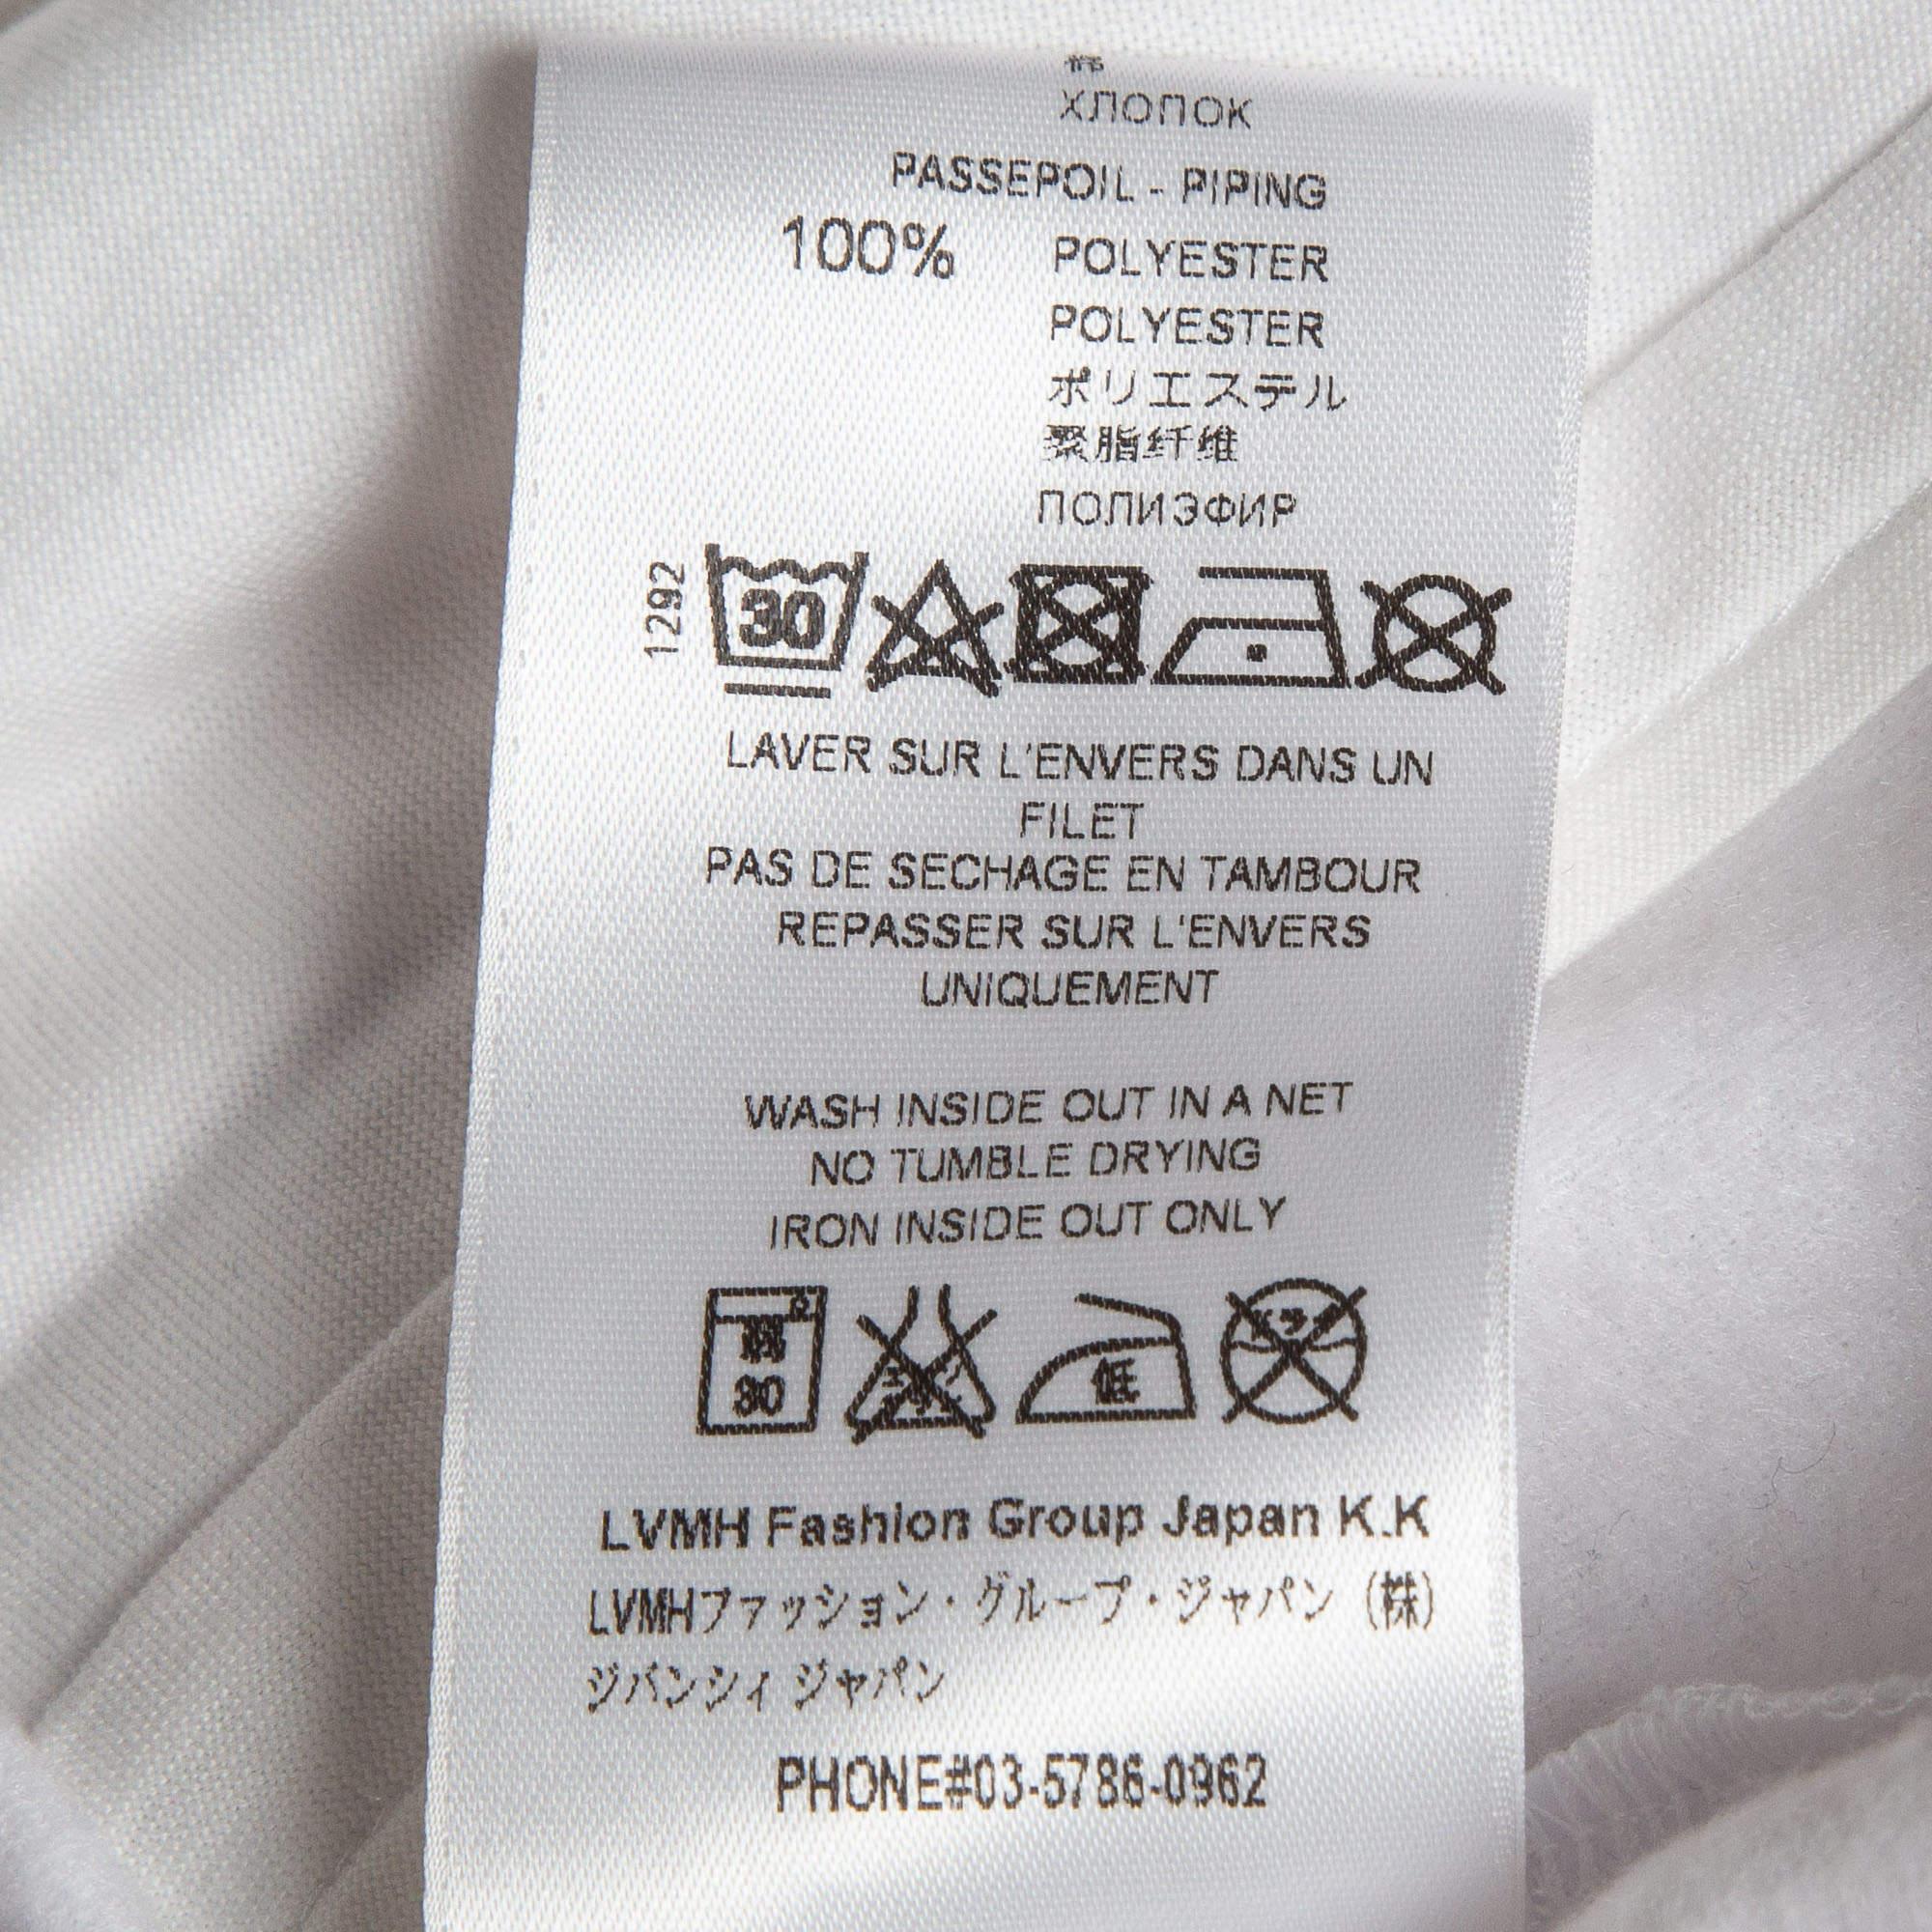 棉
ХЛОПОК
PASSEPOIL - PIPING
100% POLYESTER
POLYESTER
ポリエステル
聚脂纤维
ПОЛИЭФИР
1292
30
LAVER SUR L'ENVERS DANS UN
FILET
PAS DE SECHAGE EN TAMBOUR
REPASSER SUR L'ENVERS
UNIQUEMENT
WASH INSIDE OUT IN A NET
NO TUMBLE DRYING
IRON INSIDE OUT ONLY
30
低
LVMH Fashion Group Japan K.K
LVMHファッション・グループ・ジャパン (株)
ジバンシィ ジャパン
PHONE#03-5786-0962